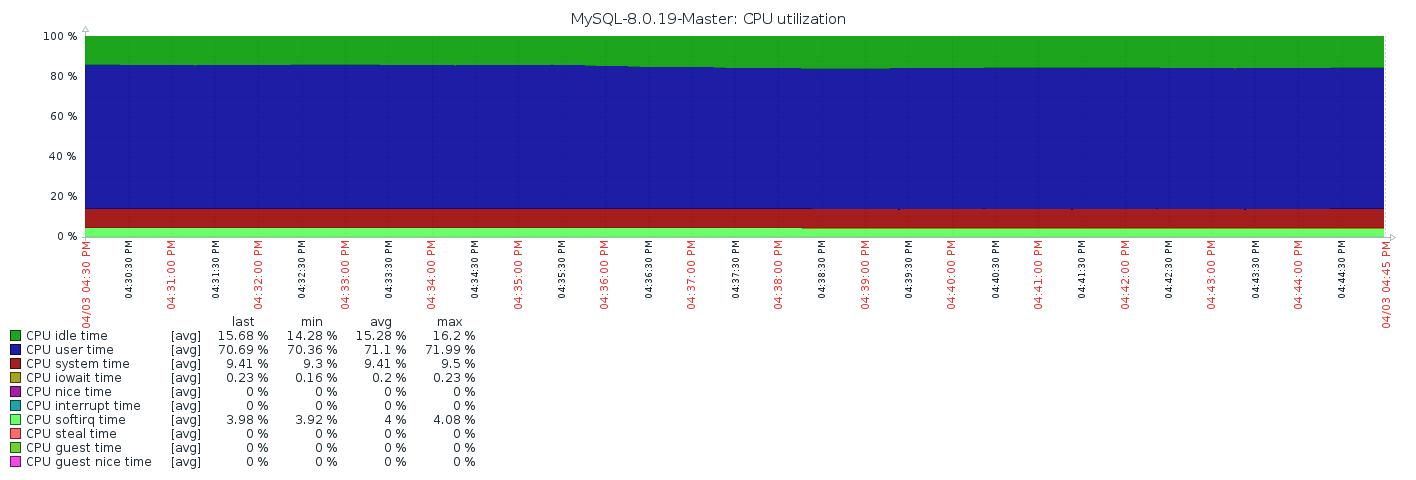 MySQL-8.0.19-Master: CPU utilization
100 %
80 %
60 %
40 %
20 %
0 %
04/03 04:30 PM
04:30:30 PM
04:31:00 PM
04:31:30 PM
04:32:00 PM
04:32:30 PM
04:33:00 PM
04:33:30 PM
04:34:00 PM
04:34:30 PM
04:35:00 PM
04:35:30 PM
04:36:00 PM
04:36:30 PM
04:37:00 PM
04:37:30 PM
04:38:00 PM
04:38:30 PM
04:39:00 PM
04:39:30 PM
04:40:00 PM
04:40:30 PM
04:41:00 PM
04:41:30 PM
04:42:00 PM
04:42:30 PM
04:43:00 PM
04:43:30 PM
04:44:00 PM
04:44:30 PM
04/03 04:45 PM
last min avg max
CPU idle time [avg] 15.68 % 14.28 % 15.28 % 16.2 %
CPU user time [avg] 70.69 % 70.36 % 71.1 % 71.99 %
CPU system time [avg] 9.41 % 9.3 % 9.41 % 9.5 %
CPU iowait time [avg] 0.23 % 0.16 % 0.2 % 0.23 %
CPU nice time [avg] 0 % 0 % 0 % 0 %
CPU interrupt time [avg] 0 % 0 % 0 % 0 %
CPU softirq time [avg] 3.98 % 3.92 % 4 % 4.08 %
CPU steal time [avg] 0 % 0 % 0 % 0 %
CPU guest time [avg] 0 % 0 % 0 % 0 %
CPU guest nice time [avg] 0 % 0 % 0 % 0 %